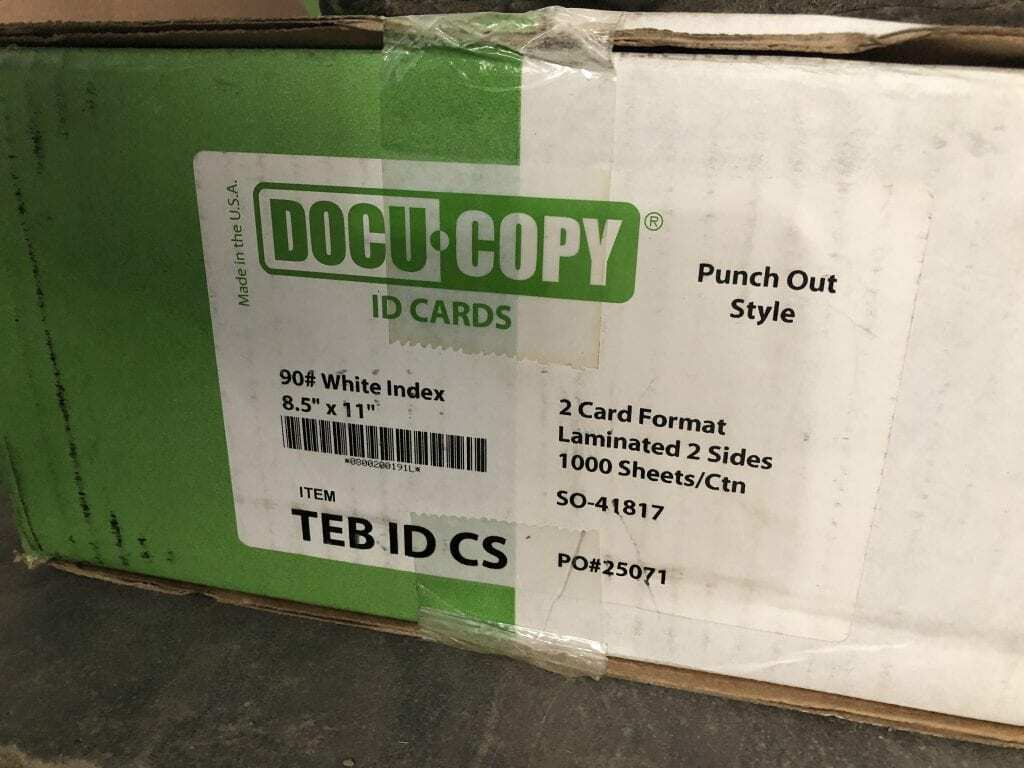 Made in the U.S.A.
DOCU·COPY®
ID CARDS
Punch Out
Style
90# White Index
8.5" x 11"
*0800200191L*
ITEM
TEB ID CS
2 Card Format
Laminated 2 Sides
1000 Sheets/Ctn
SO-41817
PO#25071